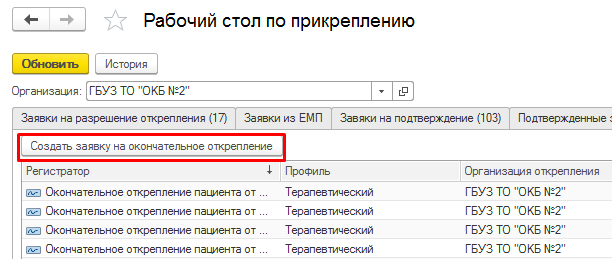 Рабочий стол по прикреплению
Обновить История
Организация: ГБУЗ ТО "ОКБ №2"
Заявки на разрешение открепления (17) Заявки из ЕМП Завяки на подтверждение (103) Подтвержденные з
Создать заявку на окончательное открепление
Регистратор Профиль Организация открепления
Окончательное открепление пациента от ... Терапевтический ГБУЗ ТО "ОКБ №2"
Окончательное открепление пациента от ... Терапевтический ГБУЗ ТО "ОКБ №2"
Окончательное открепление пациента от ... Терапевтический ГБУЗ ТО "ОКБ №2"
Окончательное открепление пациента от ... Терапевтический ГБУЗ ТО "ОКБ №2"